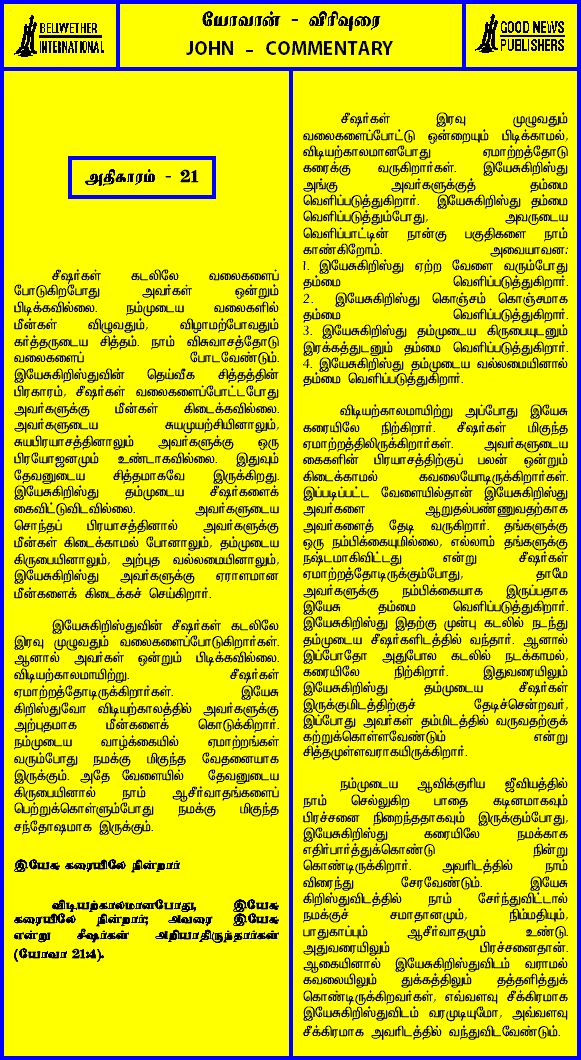 BELWETHER
INTERNATIONAL
யோவான் - விரிவுரை
JOHN - COMMENTARY
GOOD NEWS
PUBLISHERS
அதிகாரம் - 21
சீஷர்கள் கடலிலே வலைகளைப்
போடுகிறபோது அவர்கள் ஒன்றும்
பிடிக்கவில்லை. நம்முடைய வலைகளில்
மீன்கள் விழுவதும், விழாமற்போவதும்
கர்த்தருடைய சித்தம். நாம் விசுவாசத்தோடு
வலைகளைப் போடவேண்டும்.
இயேசுகிறிஸ்துவின் தெய்வீக சித்தத்தின்
பிரகாரம், சீஷர்கள் வலைகளைப்போட்டபோது
அவர்களுக்கு மீன்கள் கிடைக்கவில்லை.
அவர்களுடைய சுயமுயற்சியினாலும்,
சுயபிரயாசத்தினாலும் அவர்களுக்கு ஒரு
பிரயோஜனமும் உண்டாகவில்லை. இதுவும்
தேவனுடைய சித்தமாகவே இருக்கிறது.
இயேசுகிறிஸ்து தம்முடைய சீஷர்களைக்
கைவிட்டுவிடவில்லை. அவர்களுடைய
சொந்தப் பிரயாசத்தினால் அவர்களுக்கு
மீன்கள் கிடைக்காமல் போனாலும், தம்முடைய
கிருபையினாலும், அற்புத வல்லமையினாலும்,
இயேசுகிறிஸ்து அவர்களுக்கு ஏராளமான
மீன்களைக் கிடைக்கச் செய்கிறார்.
இயேசுகிறிஸ்துவின் சீஷர்கள் கடலிலே
இரவு முழுவதும் வலைகளைப்போடுகிறார்கள்.
ஆனால் அவர்கள் ஒன்றும் பிடிக்கவில்லை.
விடியற்காலமாயிற்று. சீஷர்கள்
ஏமாற்றத்தோடிருக்கிறார்கள். இயேசு
கிறிஸ்துவோ விடியற்காலத்தில் அவர்களுக்கு
அற்புதமாக மீன்களைக் கொடுக்கிறார்.
நம்முடைய வாழ்க்கையில் ஏமாற்றங்கள்
வரும்போது நமக்கு மிகுந்த வேதனையாக
இருக்கும். அதே வேளையில் தேவனுடைய
கிருபையினால் நாம் ஆசீர்வாதங்களைப்
பெற்றுக்கொள்ளும்போது நமக்கு மிகுந்த
சந்தோஷமாக இருக்கும்.
இயேசு கரையிலே நின்றார்
விடியற்காலமானபோது, இயேசு
கரையிலே நின்றார்; அவரை இயேசு
என்று சீஷர்கள் அறியாதிருந்தார்கள்
(யோவா 21:4).
சீஷர்கள் இரவு முழுவதும்
வலைகளைப்போட்டு ஒன்றையும் பிடிக்காமல்,
விடியற்காலமானபோது ஏமாற்றத்தோடு
கரைக்கு வருகிறார்கள். இயேசுகிறிஸ்து
அங்கு அவர்களுக்குத் தம்மை
வெளிப்படுத்துகிறார். இயேசுகிறிஸ்து தம்மை
வெளிப்படுத்தும்போது, அவருடைய
வெளிப்பாட்டின் நான்கு பகுதிகளை நாம்
காண்கிறோம். அவையாவன:
1. இயேசுகிறிஸ்து ஏற்ற வேளை வரும்போது
தம்மை வெளிப்படுத்துகிறார்.
2. இயேசுகிறிஸ்து கொஞ்சம் கொஞ்சமாக
தம்மை வெளிப்படுத்துகிறார்.
3. இயேசுகிறிஸ்து தம்முடைய கிருபையுடனும்
இரக்கத்துடனும் தம்மை வெளிப்படுத்துகிறார்.
4. இயேசுகிறிஸ்து தம்முடைய வல்லமையினால்
தம்மை வெளிப்படுத்துகிறார்.
விடியற்காலமாயிற்று அப்போது இயேசு
கரையிலே நிற்கிறார். சீஷர்கள் மிகுந்த
ஏமாற்றத்திலிருக்கிறார்கள். அவர்களுடைய
கைகளின் பிரயாசத்திற்குப் பலன் ஒன்றும்
கிடைக்காமல் கவலையோடிருக்கிறார்கள்.
இப்படிப்பட்ட வேளையில்தான் இயேசுகிறிஸ்து
அவர்களை ஆறுதல்பண்ணுவதற்காக
அவர்களைத் தேடி வருகிறார். தங்களுக்கு
ஒரு நம்பிக்கையுமில்லை, எல்லாம் தங்களுக்கு
நஷ்டமாகிவிட்டது என்று சீஷர்கள்
ஏமாற்றத்தோடிருக்கும்போது, தாமே
அவர்களுக்கு நம்பிக்கையாக இருப்பதாக
இயேசு தம்மை வெளிப்படுத்துகிறார்.
இயேசுகிறிஸ்து இதற்கு முன்பு கடலில் நடந்து
தம்முடைய சீஷர்களிடத்தில் வந்தார். ஆனால்
இப்போதோ அதுபோல கடலில் நடக்காமல்,
கரையிலே நிற்கிறார். இதுவரையிலும்
இயேசுகிறிஸ்து தம்முடைய சீஷர்கள்
இருக்குமிடத்திற்குச் தேடிச்சென்றவர்,
இப்போது அவர்கள் தம்மிடத்தில் வருவதற்குக்
கற்றுக்கொள்ளவேண்டும் என்று
சித்தமுள்ளவராகயிருக்கிறார்.
நம்முடைய ஆவிக்குரிய ஜீவியத்தில்
நாம் செல்லுகிற பாதை கடினமாகவும்
பிரச்சனை நிறைந்ததாகவும் இருக்கும்போது,
இயேசுகிறிஸ்து கரையிலே நமக்காக
எதிர்பார்த்துக்கொண்டு நின்று
கொண்டிருக்கிறார். அவரிடத்தில் நாம்
விரைந்து சேரவேண்டும். இயேசு
கிறிஸ்துவிடத்தில் நாம் சேர்ந்துவிட்டால்
நமக்குச் சமாதானமும், நிம்மதியும்,
பாதுகாப்பும் ஆசீர்வாதமும் உண்டு.
அதுவரையிலும் பிரச்சனைதான்.
ஆகையினால் இயேசுகிறிஸ்துவிடம் வராமல்
கவலையிலும் துக்கத்திலும் தத்தளித்துக்
கொண்டிருக்கிறவர்கள், எவ்வளவு சீக்கிரமாக
இயேசுகிறிஸ்துவிடம் வரமுடியுமோ, அவ்வளவு
சீக்கிரமாக அவரிடத்தில் வந்துவிடவேண்டும்.